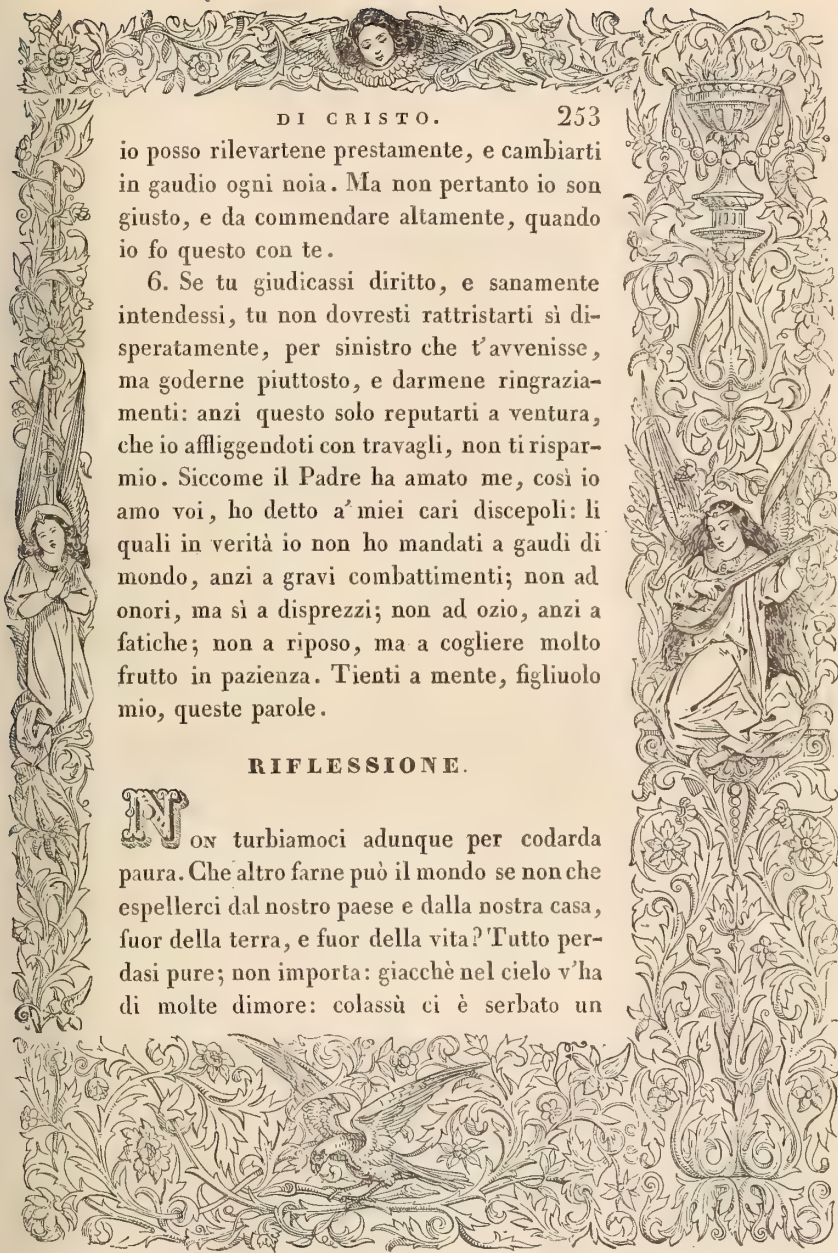 DI CRISTO. 253
io posso rilevartene prestamente, e cambiarti
in gaudio ogni noia. Ma non pertanto io son
giusto, e da commendare altamente, quando
io fo questo con te.
6. Se tu giudicassi diritto, e sanamente
intendessi, tu non dovresti rattristarti sì di-
speratamente, per sinistro che t'avvenisse,
ma goderne piuttosto, e darmene ringrazia-
menti: anzi questo solo reputarti a ventura,
che io affliggendoti con travagli, non ti rispar-
mio. Siccome il Padre ha amato me, così io
amo voi, ho detto a' miei cari discepoli: li
quali in verità io non ho mandati a gaudi di
mondo, anzi a gravi combattimenti; non ad
onori, ma sì a disprezzi; non ad ozio, anzi a
fatiche; non a riposo, ma a cogliere molto
frutto in pazienza. Tienti a mente, figliuolo
mio, queste parole.
RIFLESSIONE.
NON turbiamoci adunque per codarda
paura. Che altro farne può il mondo se non che
espellerci dal nostro paese e dalla nostra casa,
fuor della terra, e fuor della vita? Tutto per-
dasi pure; non importa: giacchè nel cielo v'ha
di molte dimore: colassù ci è serbato un